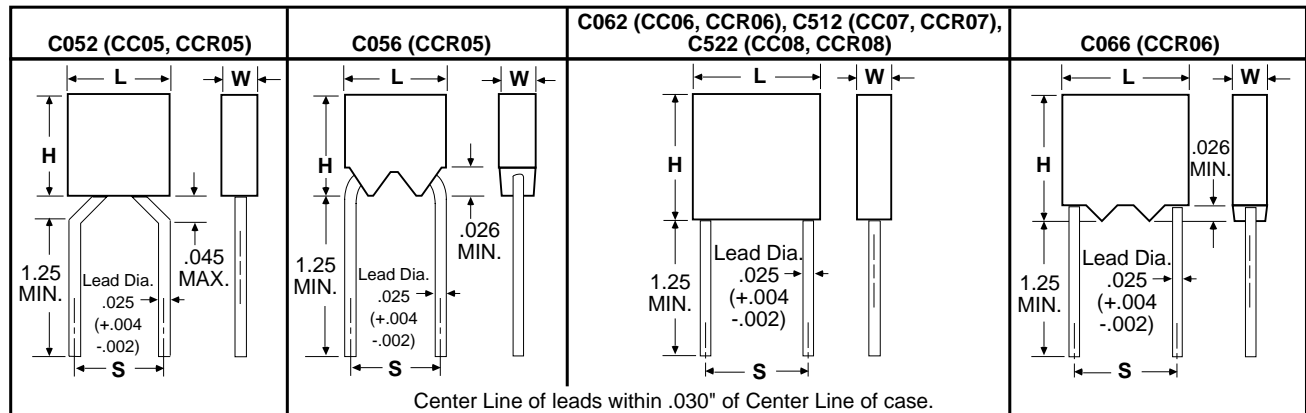 C052 (CC05, CCR05)
C056 (CCR05)
C062 (CC06, CCR06), C512 (CC07, CCR07),
C522 (CC08, CCR08)
C066 (CCR06)
L
W
H
1.25
MIN.
Lead Dia.
.025
(+.004
-.002)
.045
MAX.
S
L
W
H
1.25
MIN.
Lead Dia.
.025
(+.004
-.002)
.026
MIN.
S
L
W
H
1.25
MIN.
Lead Dia.
.025
(+.004
-.002)
S
L
W
H
.026
MIN.
1.25
MIN.
Lead Dia.
.025
(+.004
-.002)
S
Center Line of leads within .030" of Center Line of case.